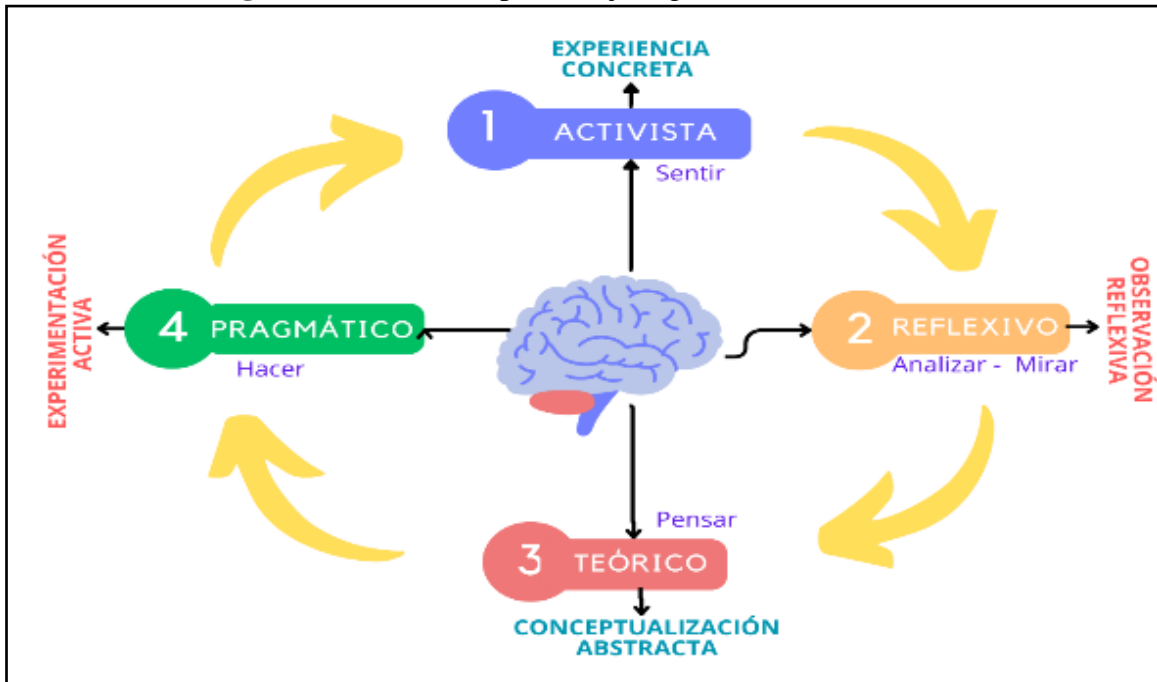 EXPERIENCIA
CONCRETA
1
ACTIVISTA
Sentir
EXPERIMENTACIÓN
ACTIVA
4
PRAGMÁTICO
Hacer
2
REFLEXIVO
Analizar - Mirar
OBSERVACIÓN
REFLEXIVA
Pensar
3
TEÓRICO
CONCEPTUALIZACIÓN
ABSTRACTA